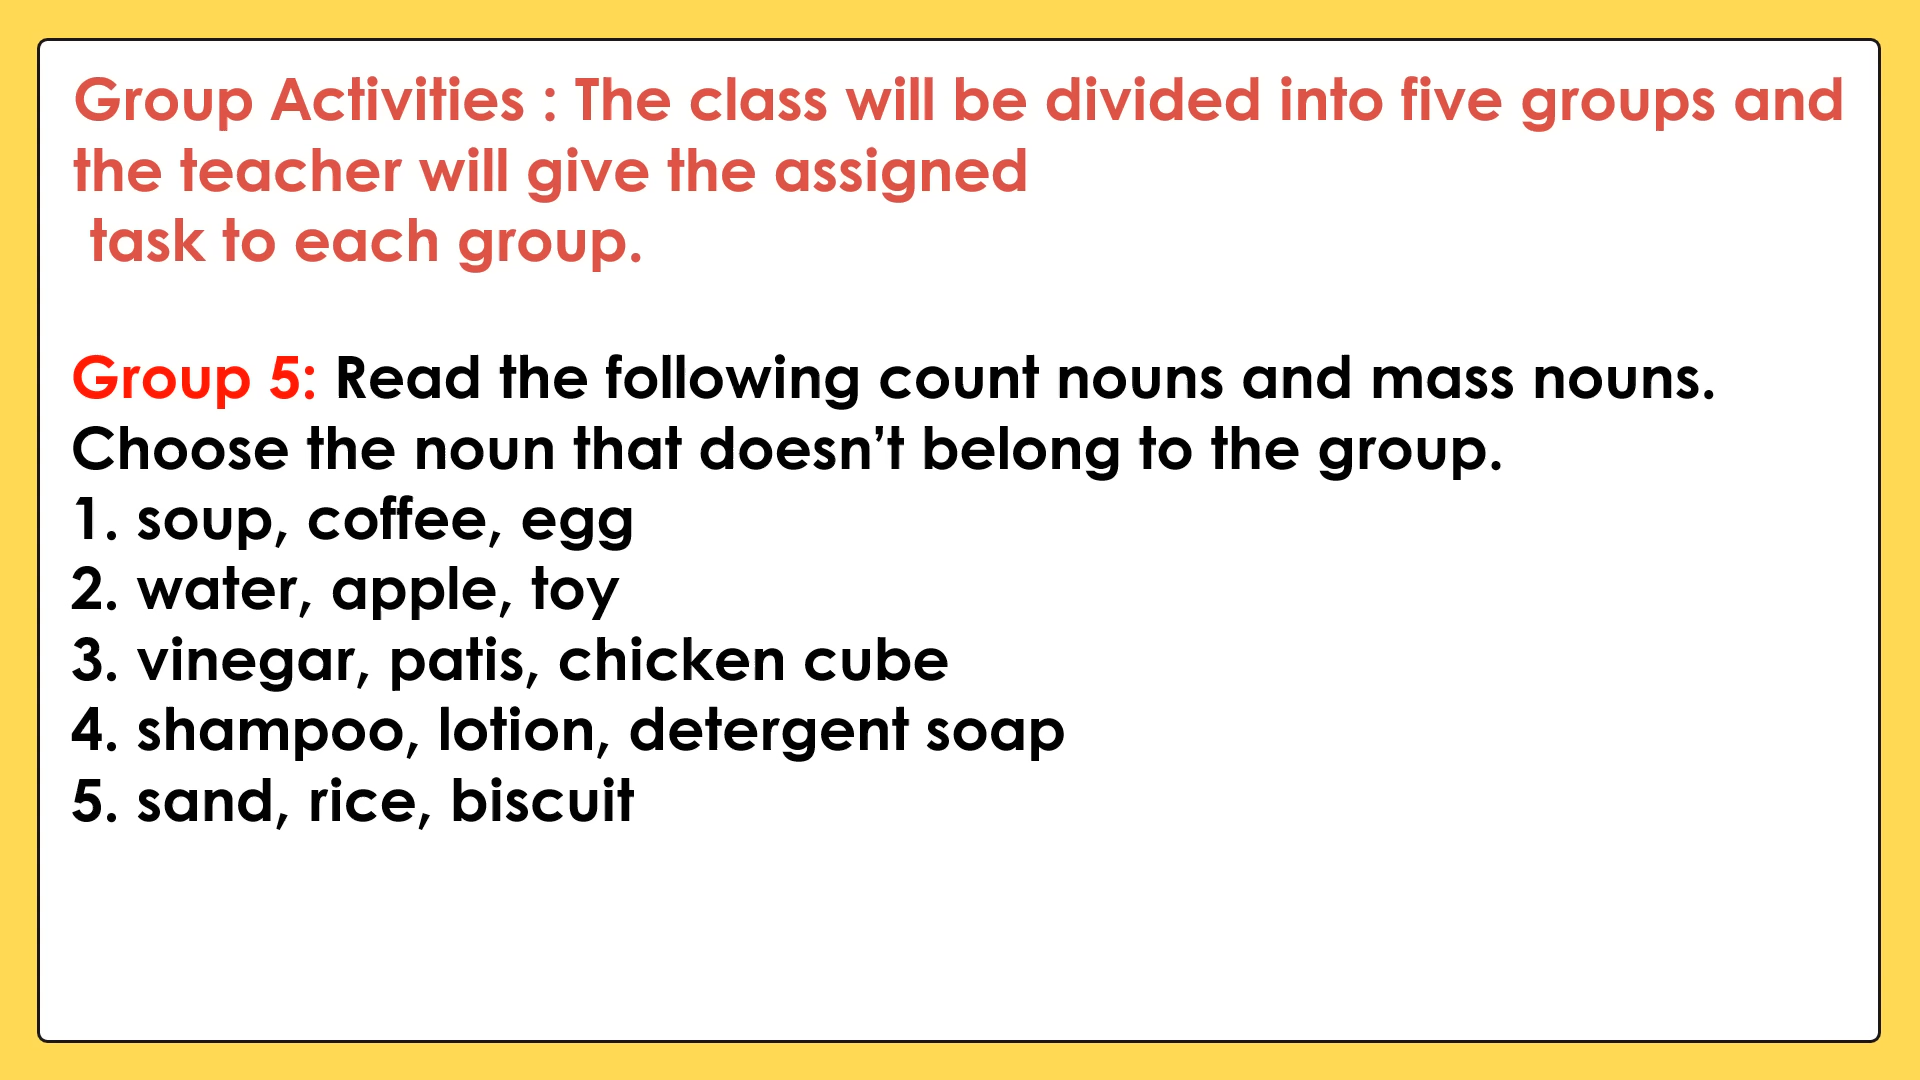 Group Activities : The class will be divided into five groups and
the teacher will give the assigned
task to each group.
Group 5: Read the following count nouns and mass nouns.
Choose the noun that doesn’t belong to the group.
1. soup, coffee, egg
2. water, apple, toy
3. vinegar, patis, chicken cube
4. shampoo, lotion, detergent soap
5. sand, rice, biscuit